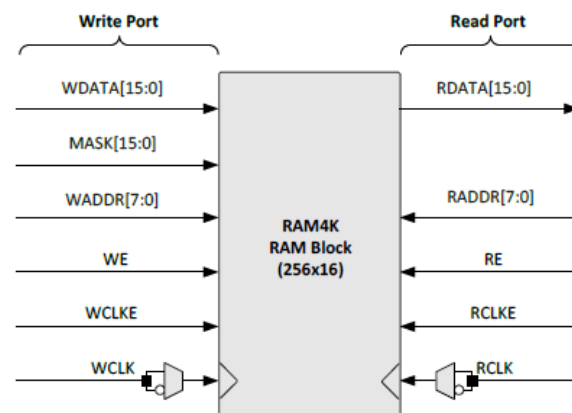 Write Port
Read Port
WDATA[15:0]
RDATA[15:0]
MASK[15:0]
WADDR[7:0]
RADDR[7:0]
RAM4K
RAM Block
(256x16)
WE
RE
WCLKE
RCLKE
WCLK
RCLK